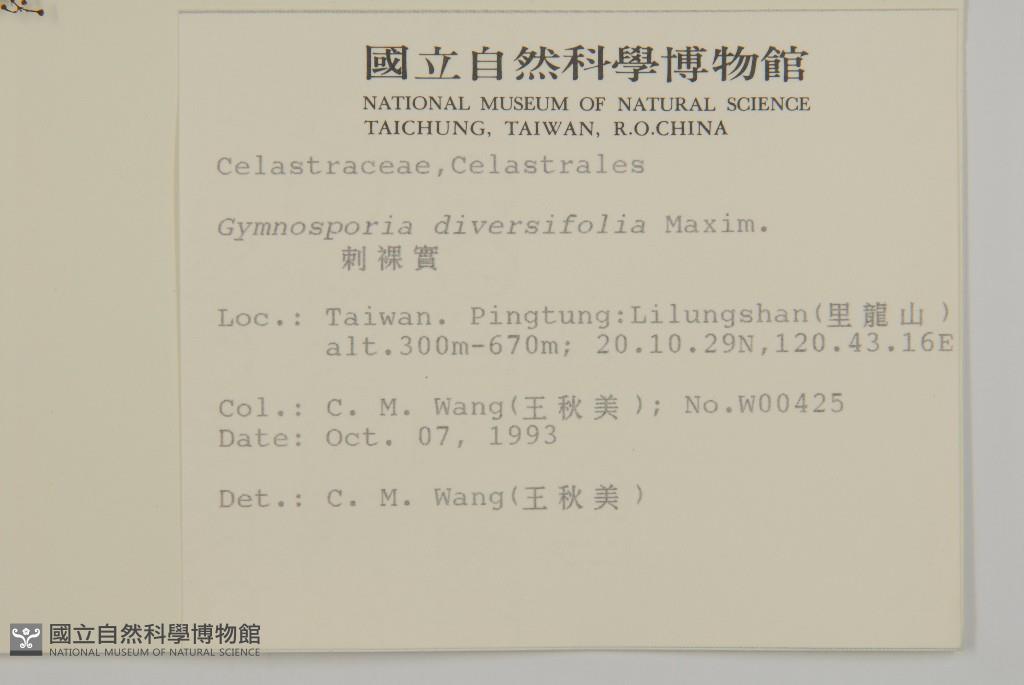 國立自然科學博物館
NATIONAL MUSEUM OF NATURAL SCIENCE
TAICHUNG, TAIWAN, R.O.CHINA
Celastraceae,Celastrales
Gymnosporia diversifolia Maxim.
刺裸實
Loc.: Taiwan. Pingtung:Lilungshan(里龍山)
alt.300m-670m; 20.10.29N,120.43.16E
Col.: C. M. Wang(王秋美); No.W00425
Date: Oct. 07, 1993
Det.: C. M. Wang(王秋美)
國立自然科學博物館
NATIONAL MUSEUM OF NATURAL SCIENCE